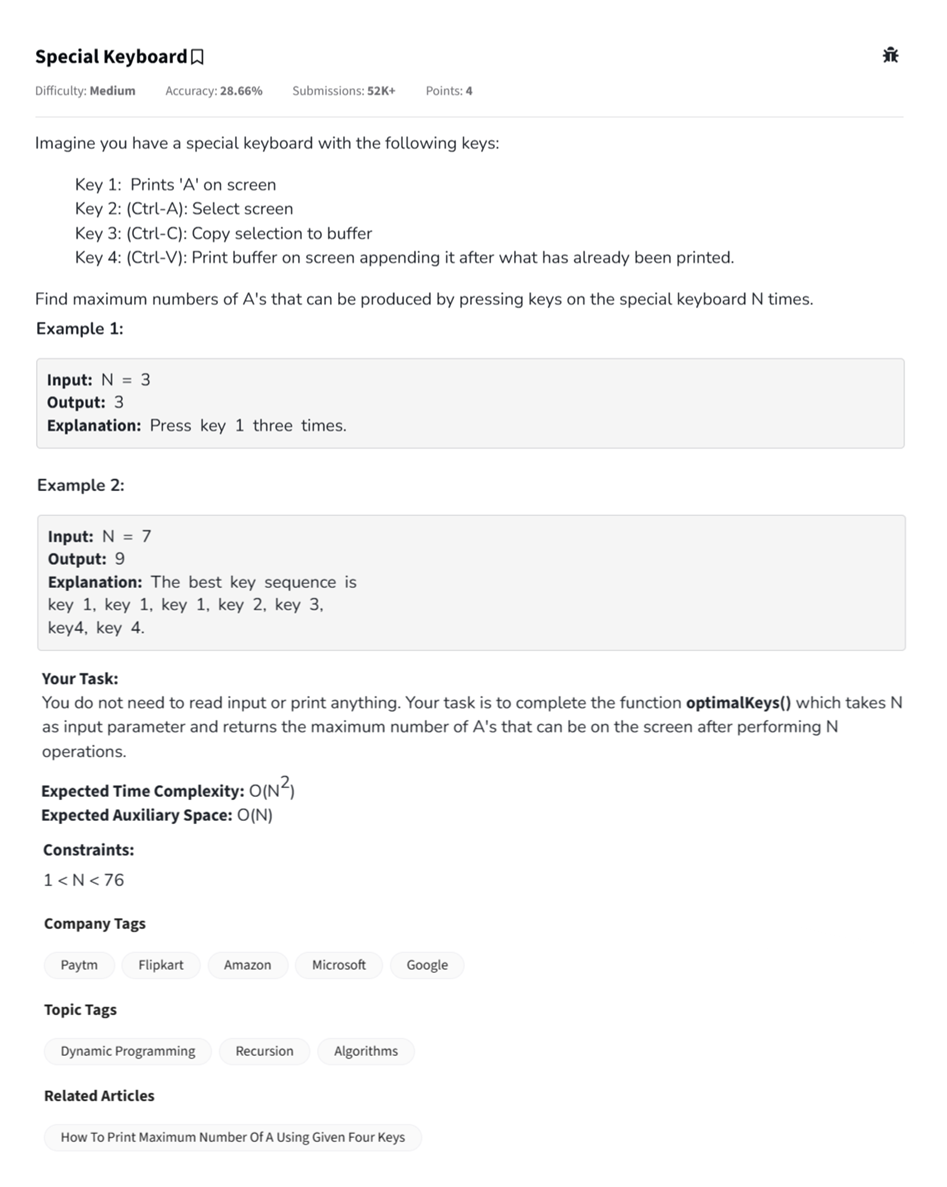 Special Keyboard
Difficulty: Medium Accuracy: 28.66% Submissions: 52K+ Points: 4
Imagine you have a special keyboard with the following keys:
Key 1: Prints 'A' on screen
Key 2: (Ctrl-A): Select screen
Key 3: (Ctrl-C): Copy selection to buffer
Key 4: (Ctrl-V): Print buffer on screen appending it after what has already been printed.
Find maximum numbers of A's that can be produced by pressing keys on the special keyboard N times.
Example 1:
Input: N = 3
Output: 3
Explanation: Press key 1 three times.
Example 2:
Input: N = 7
Output: 9
Explanation: The best key sequence is
key 1, key 1, key 1, key 2, key 3,
key4, key 4.
Your Task:
You do not need to read input or print anything. Your task is to complete the function optimalKeys() which takes N
as input parameter and returns the maximum number of A's that can be on the screen after performing N
operations.
Expected Time Complexity: O(N²)
Expected Auxiliary Space: O(N)
Constraints:
1 < N < 76
Company Tags
Paytm Flipkart Amazon Microsoft Google
Topic Tags
Dynamic Programming Recursion Algorithms
Related Articles
How To Print Maximum Number Of A Using Given Four Keys